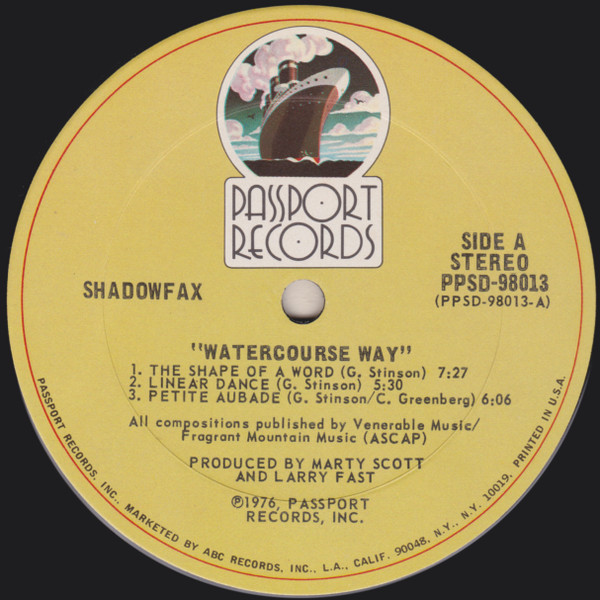 PASSPORT
RECORDS
SIDE A
STEREO
PPSD-98013
(PPSD-98013-A)
SHADOWFAX
"WATERCOURSE WAY"
1. THE SHAPE OF A WORD (G. Stinson) 7:27
2. LINEAR DANCE (G. Stinson) 5:30
3. PETITE AUBADE (G. Stinson/C. Greenberg) 6:06
All compositions published by Venerable Music/
Fragrant Mountain Music (ASCAP)
PRODUCED BY MARTY SCOTT
AND LARRY FAST
℗1976, PASSPORT
RECORDS, INC.
PASSPORT RECORDS, INC., MARKETED BY ABC RECORDS, INC., L.A., CALIF. 90048, N.Y., N.Y. 10019. PRINTED IN U.S.A.